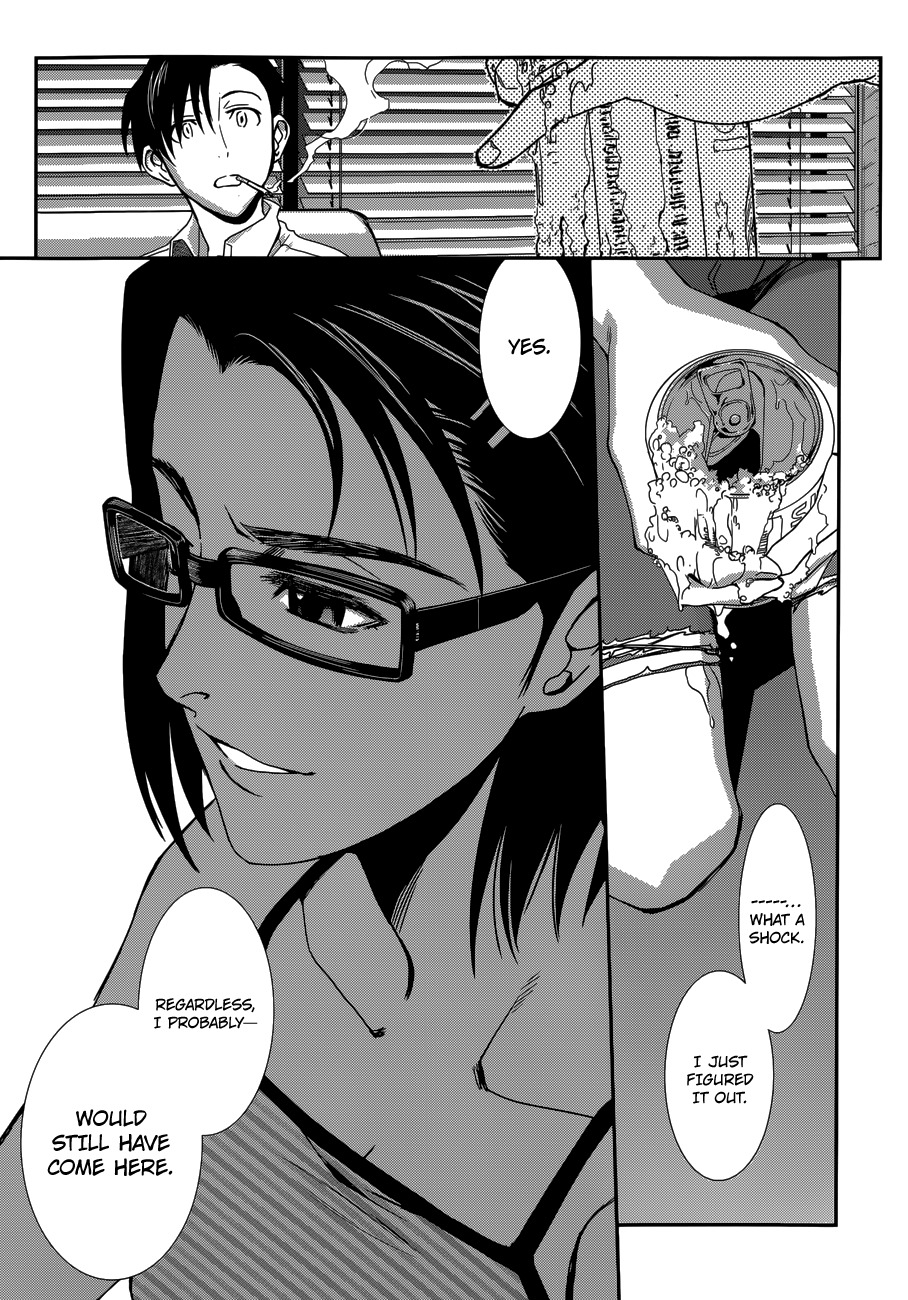 -----...
WHAT A
SHOCK.
I JUST
FIGURED
IT OUT.
YES.
REGARDLESS,
I PROBABLY—
WOULD
STILL HAVE
COME HERE.